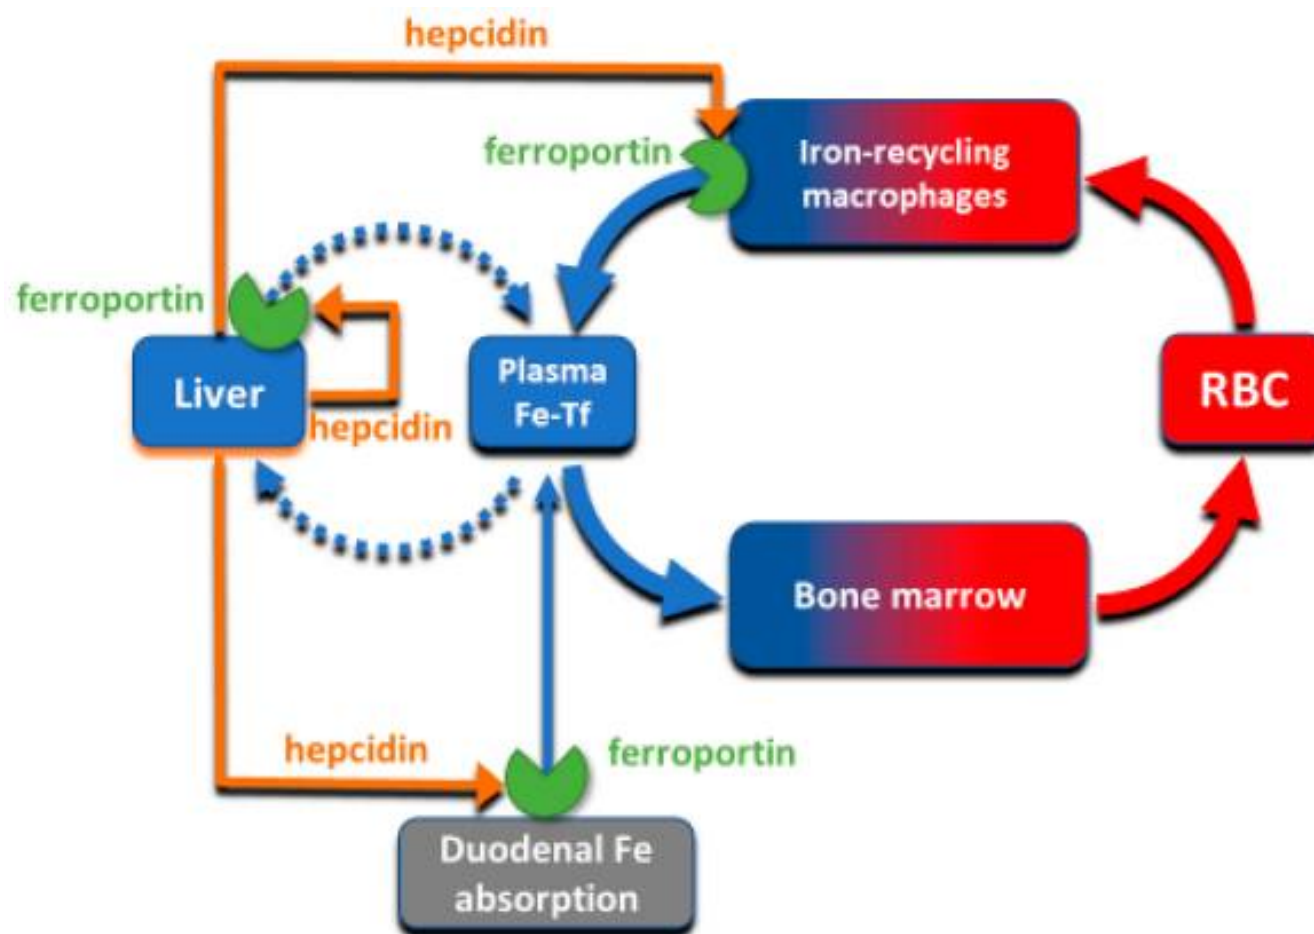 hepcidin
ferroportin
Iron-recycling
macrophages
ferroportin
Liver
hepcidin
Plasma
Fe-Tf
RBC
Bone marrow
hepcidin
ferroportin
Duodenal Fe
absorption